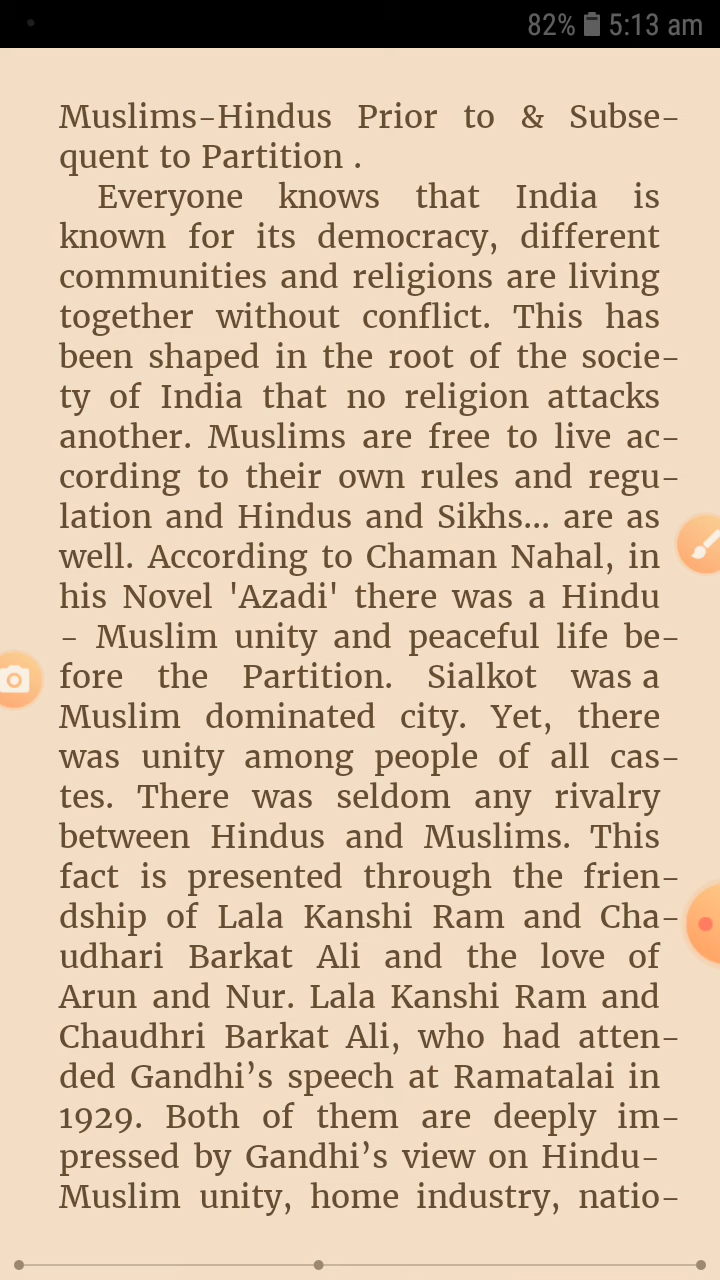 82% 5:13 am
Muslims-Hindus Prior to & Subse-
quent to Partition .
Everyone knows that India is
known for its democracy, different
communities and religions are living
together without conflict. This has
been shaped in the root of the socie-
ty of India that no religion attacks
another. Muslims are free to live ac-
cording to their own rules and regu-
lation and Hindus and Sikhs... are as
well. According to Chaman Nahal, in
his Novel 'Azadi' there was a Hindu
- Muslim unity and peaceful life be-
fore the Partition. Sialkot was a
Muslim dominated city. Yet, there
was unity among people of all cas-
tes. There was seldom any rivalry
between Hindus and Muslims. This
fact is presented through the frien-
dship of Lala Kanshi Ram and Cha-
udhari Barkat Ali and the love of
Arun and Nur. Lala Kanshi Ram and
Chaudhri Barkat Ali, who had atten-
ded Gandhi’s speech at Ramatalai in
1929. Both of them are deeply im-
pressed by Gandhi’s view on Hindu-
Muslim unity, home industry, natio-